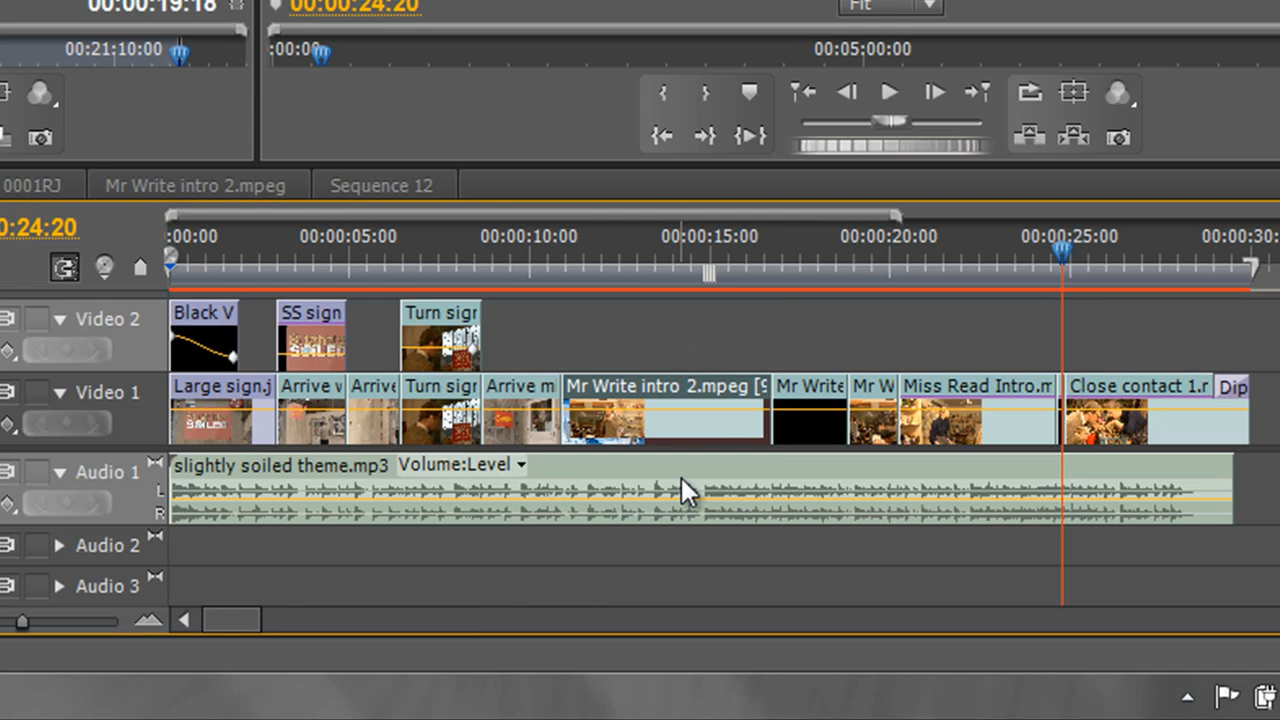 00:00:19:18
00:00:24:20
Fit
00:21:10:00
:00:00
00:05:00:00
0001RJ
Mr Write intro 2.mpeg
Sequence 12
0:24:20
:00:00
00:00:05:00
00:00:10:00
00:00:15:00
00:00:20:00
00:00:25:00
00:00:30:
Video 2
Black V
SS sign
Turn sigr
Video 1
Large sign.j
Arrive v
Arrive
Turn sigr
Arrive m
Mr Write intro 2.mpeg [9
Mr Write
Mr W
Miss Read Intro.m
Close contact 1.r
Dip
Audio 1
L
R
slightly soiled theme.mp3
Volume:Level
Audio 2
Audio 3